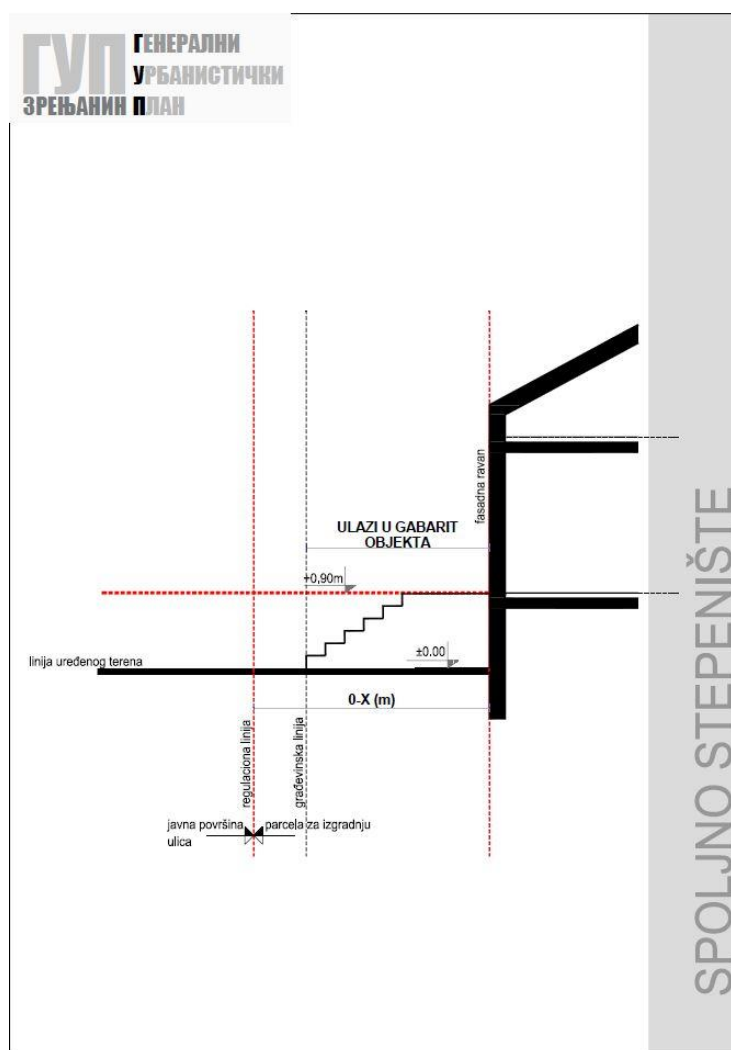 ГУП
ЗРЕЊАНИН
ГЕНЕРАЛНИ
УРБАНИСТИЧКИ
ПЛАН
fasadna ravan
ULAZI U GABARIT
OBJEKTA
+0,90m
linija uređenog terena
±0.00
0-X (m)
regulaciona linija
građevinska linija
javna površina
parcela za izgradnju
ulica
SPOLJNO STEPENIŠTE